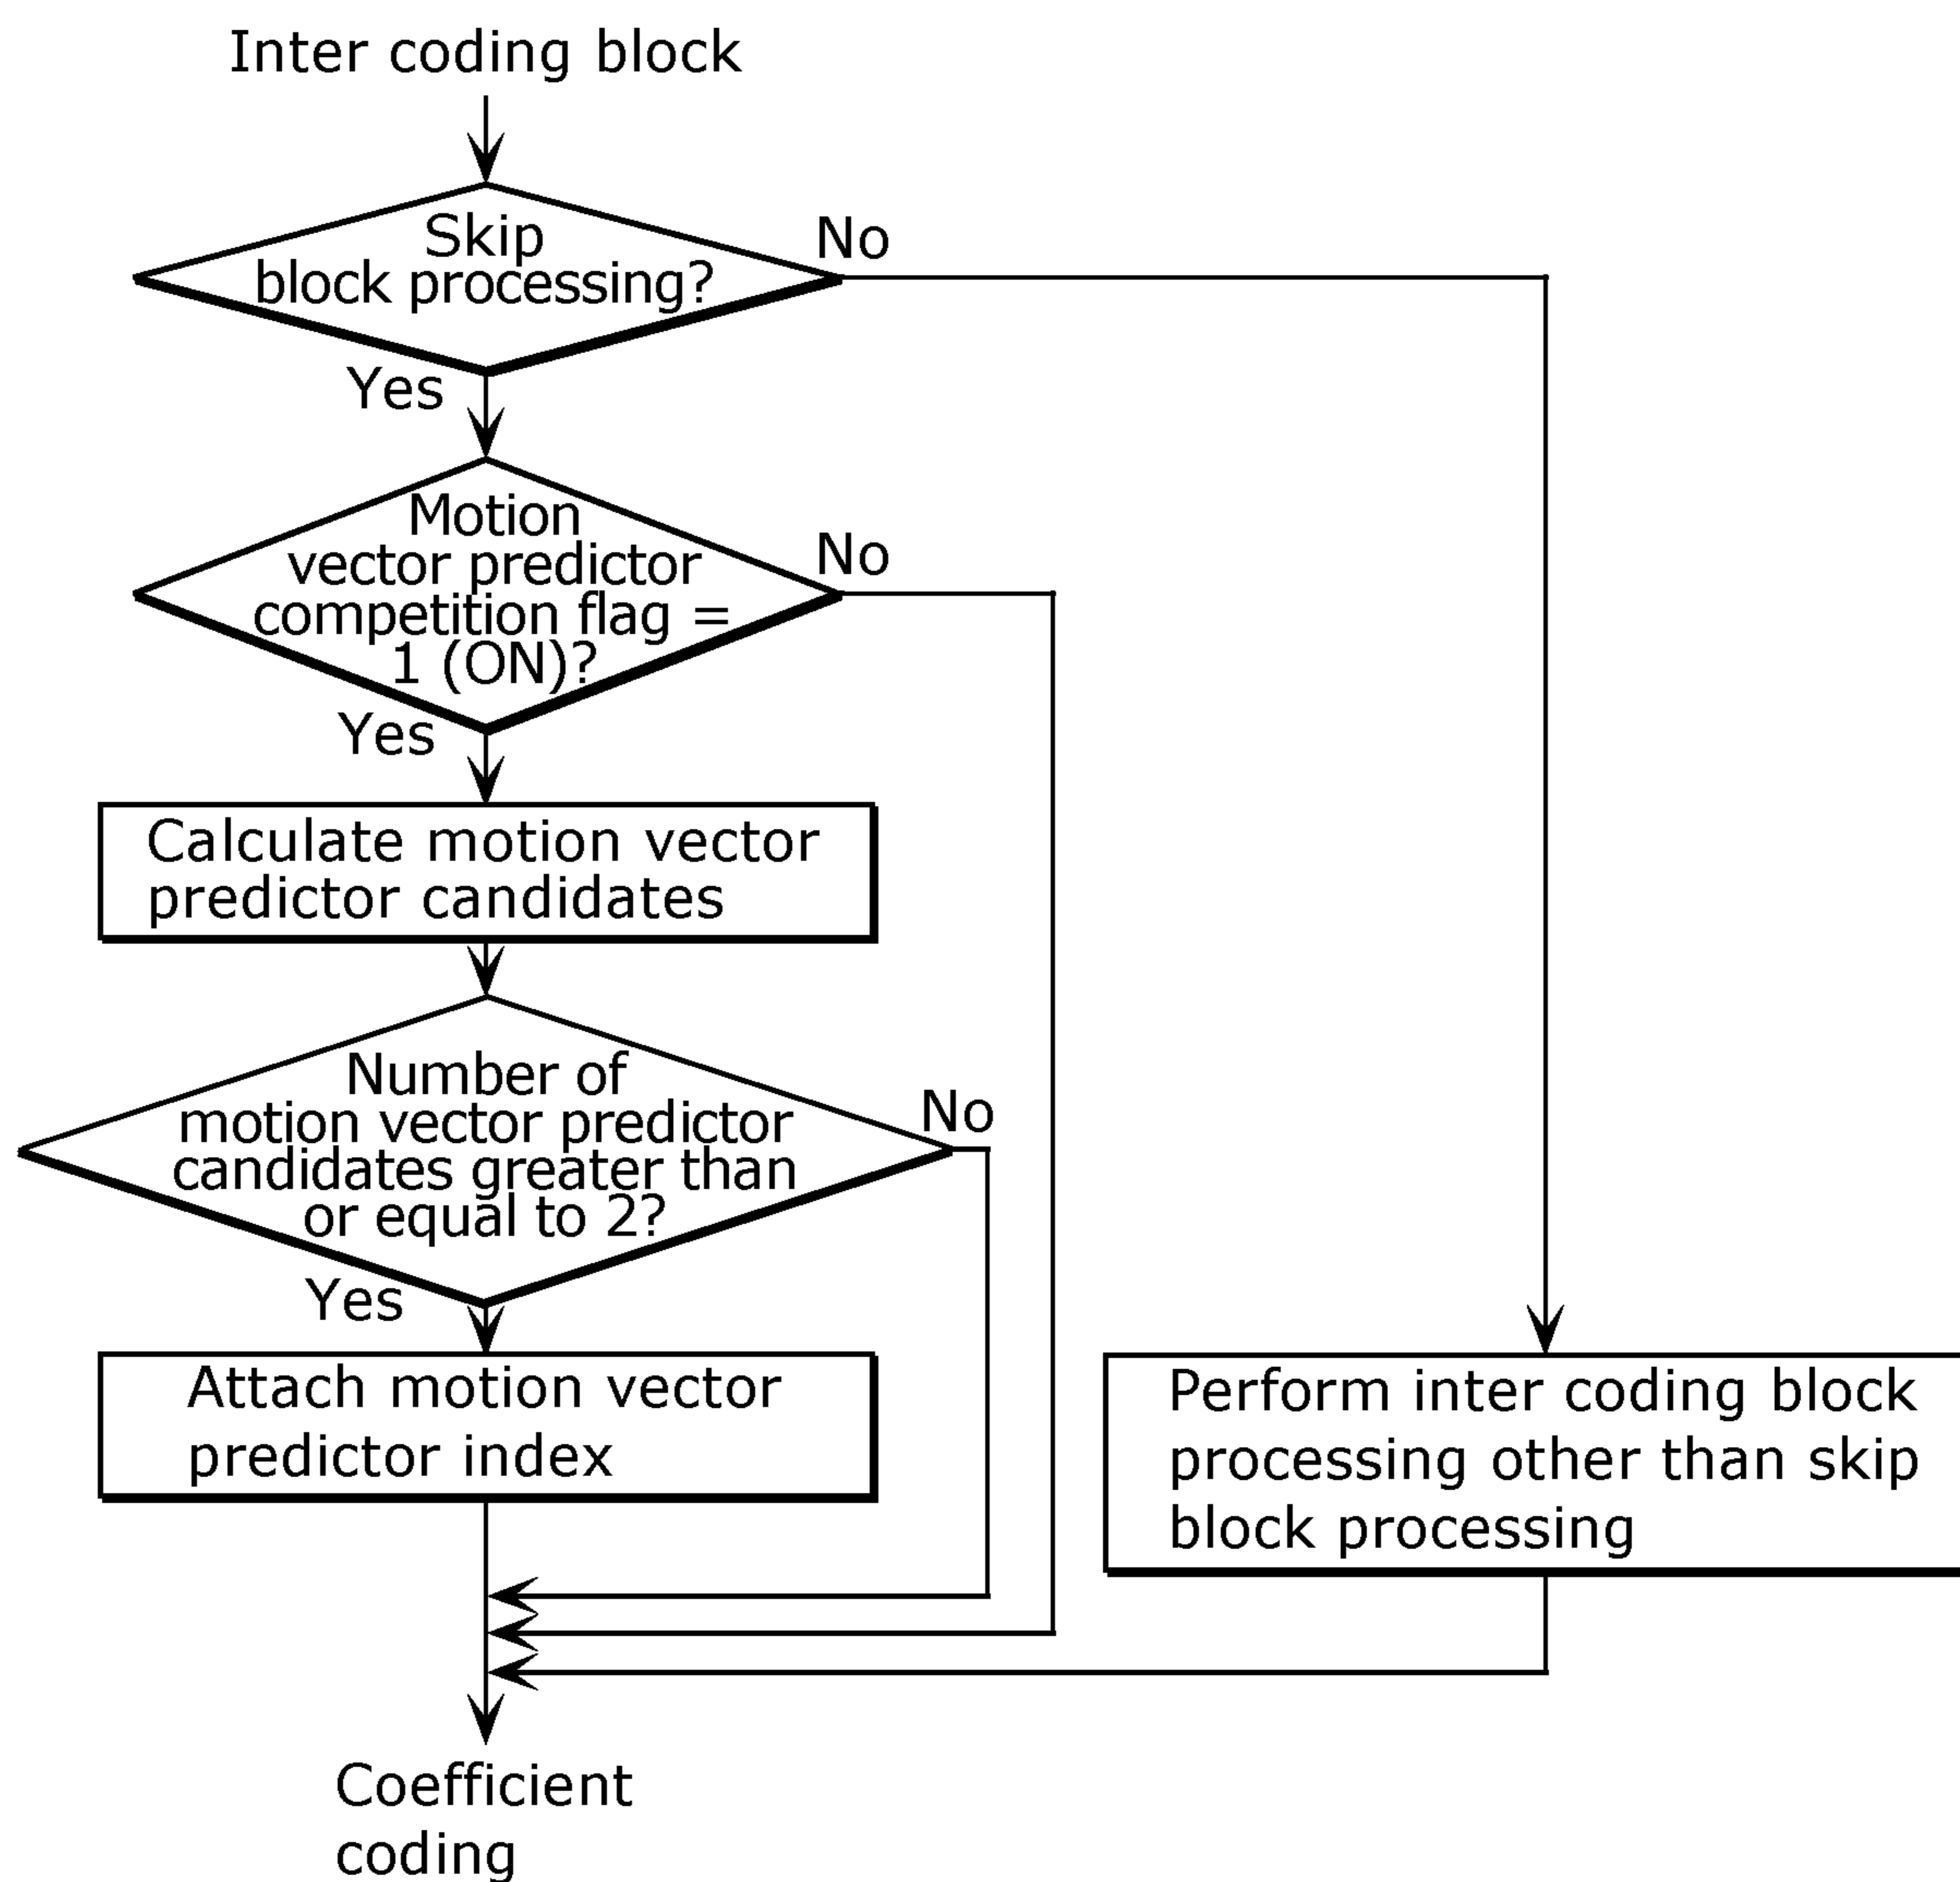 Inter coding block
Skip
block processing?
No
Yes
Motion
vector predictor
competition flag =
1 (ON)?
No
Yes
Calculate motion vector
predictor candidates
Number of
motion vector predictor
candidates greater than
or equal to 2?
No
Yes
Attach motion vector
predictor index
Perform inter coding block
processing other than skip
block processing
Coefficient
coding